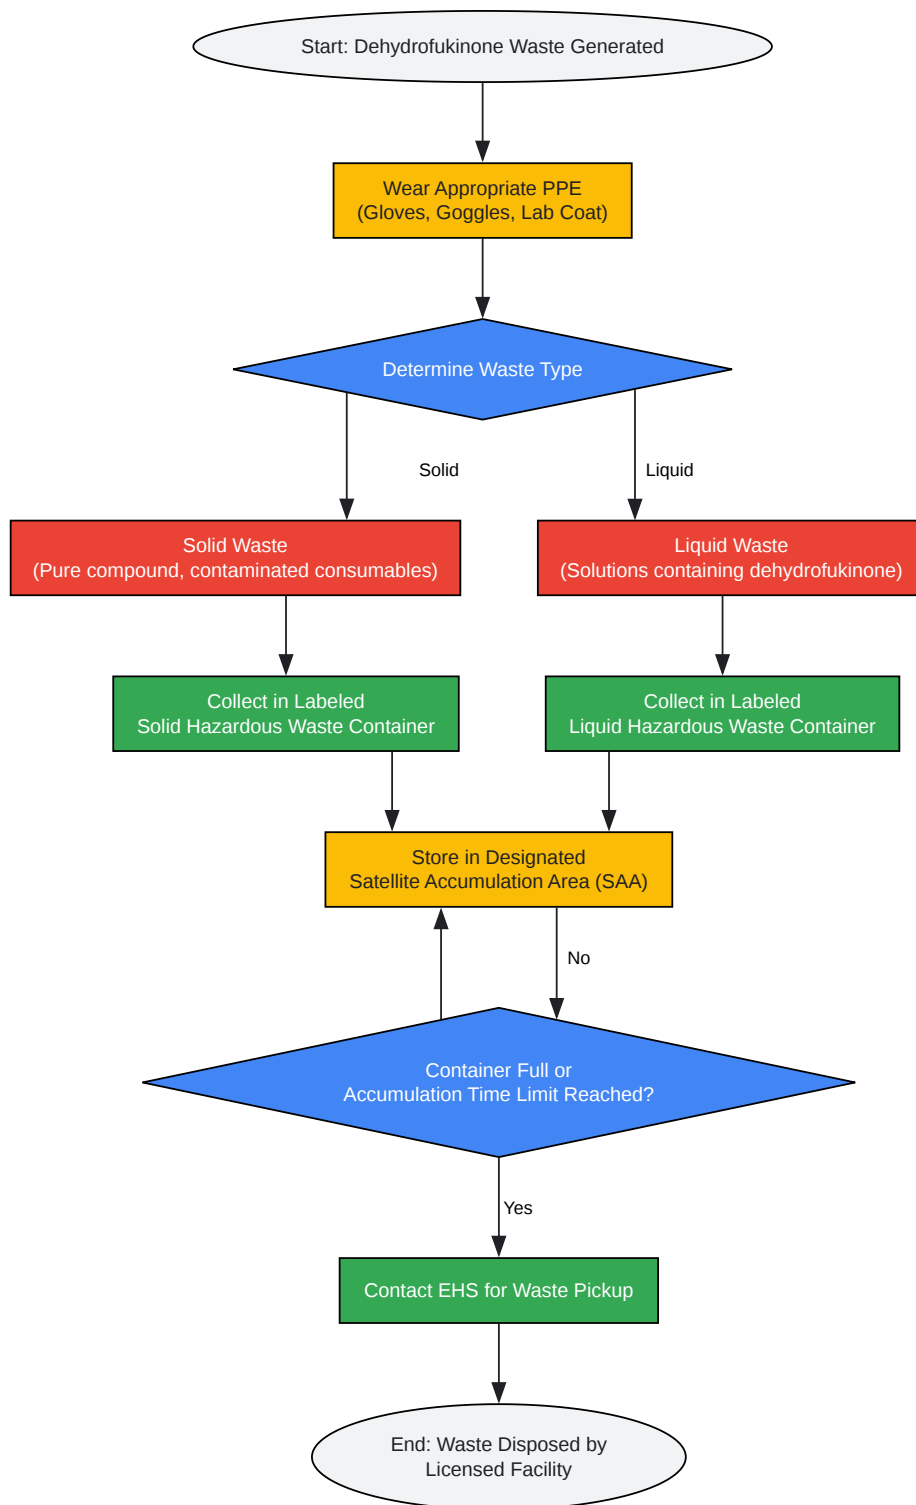 Start: Dehydrofukinone Waste Generated
Wear Appropriate PPE
(Gloves, Goggles, Lab Coat)
Determine Waste Type
Solid
Liquid
Solid Waste
(Pure compound, contaminated consumables)
Liquid Waste
(Solutions containing dehydrofukinone)
Collect in Labeled
Solid Hazardous Waste Container
Collect in Labeled
Liquid Hazardous Waste Container
Store in Designated
Satellite Accumulation Area (SAA)
No
Container Full or
Accumulation Time Limit Reached?
Yes
Contact EHS for Waste Pickup
End: Waste Disposed by
Licensed Facility